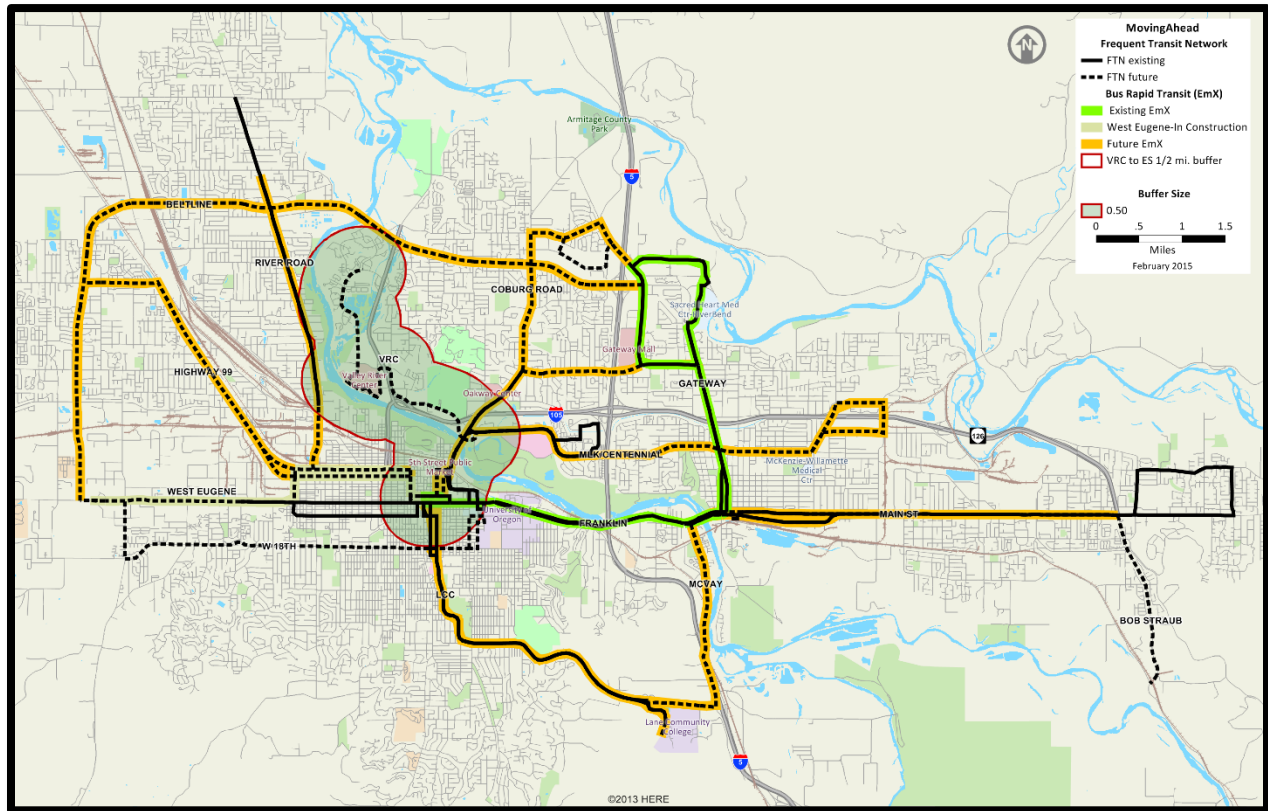 MovingAhead
Frequent Transit Network
FTN existing
FTN future
Bus Rapid Transit (EmX)
Existing EmX
West Eugene-In Construction
Future EmX
VRC to ES 1/2 mi. buffer
Buffer Size
0.50
0 .5 1 1.5
Miles
February 2015
N
Armitage County
Park
5
BELTLINE
RIVER ROAD
COBURG ROAD
Sacred Heart Med
Ctr-Riverbend
Gateway Mall
VRC
Valley River
Center
HIGHWAY 99
Oakway Center
GATEWAY
105
126
MLK/CENTENNIAL
5th Street Public
McKenzie-Willamette
Medical
Ctr
WEST EUGENE
University of
Oregon
FRANKLIN
MAIN ST
W 18TH
LCC
MCVAY
BOB STRAUB
Lane Community
College
5
©2013 HERE